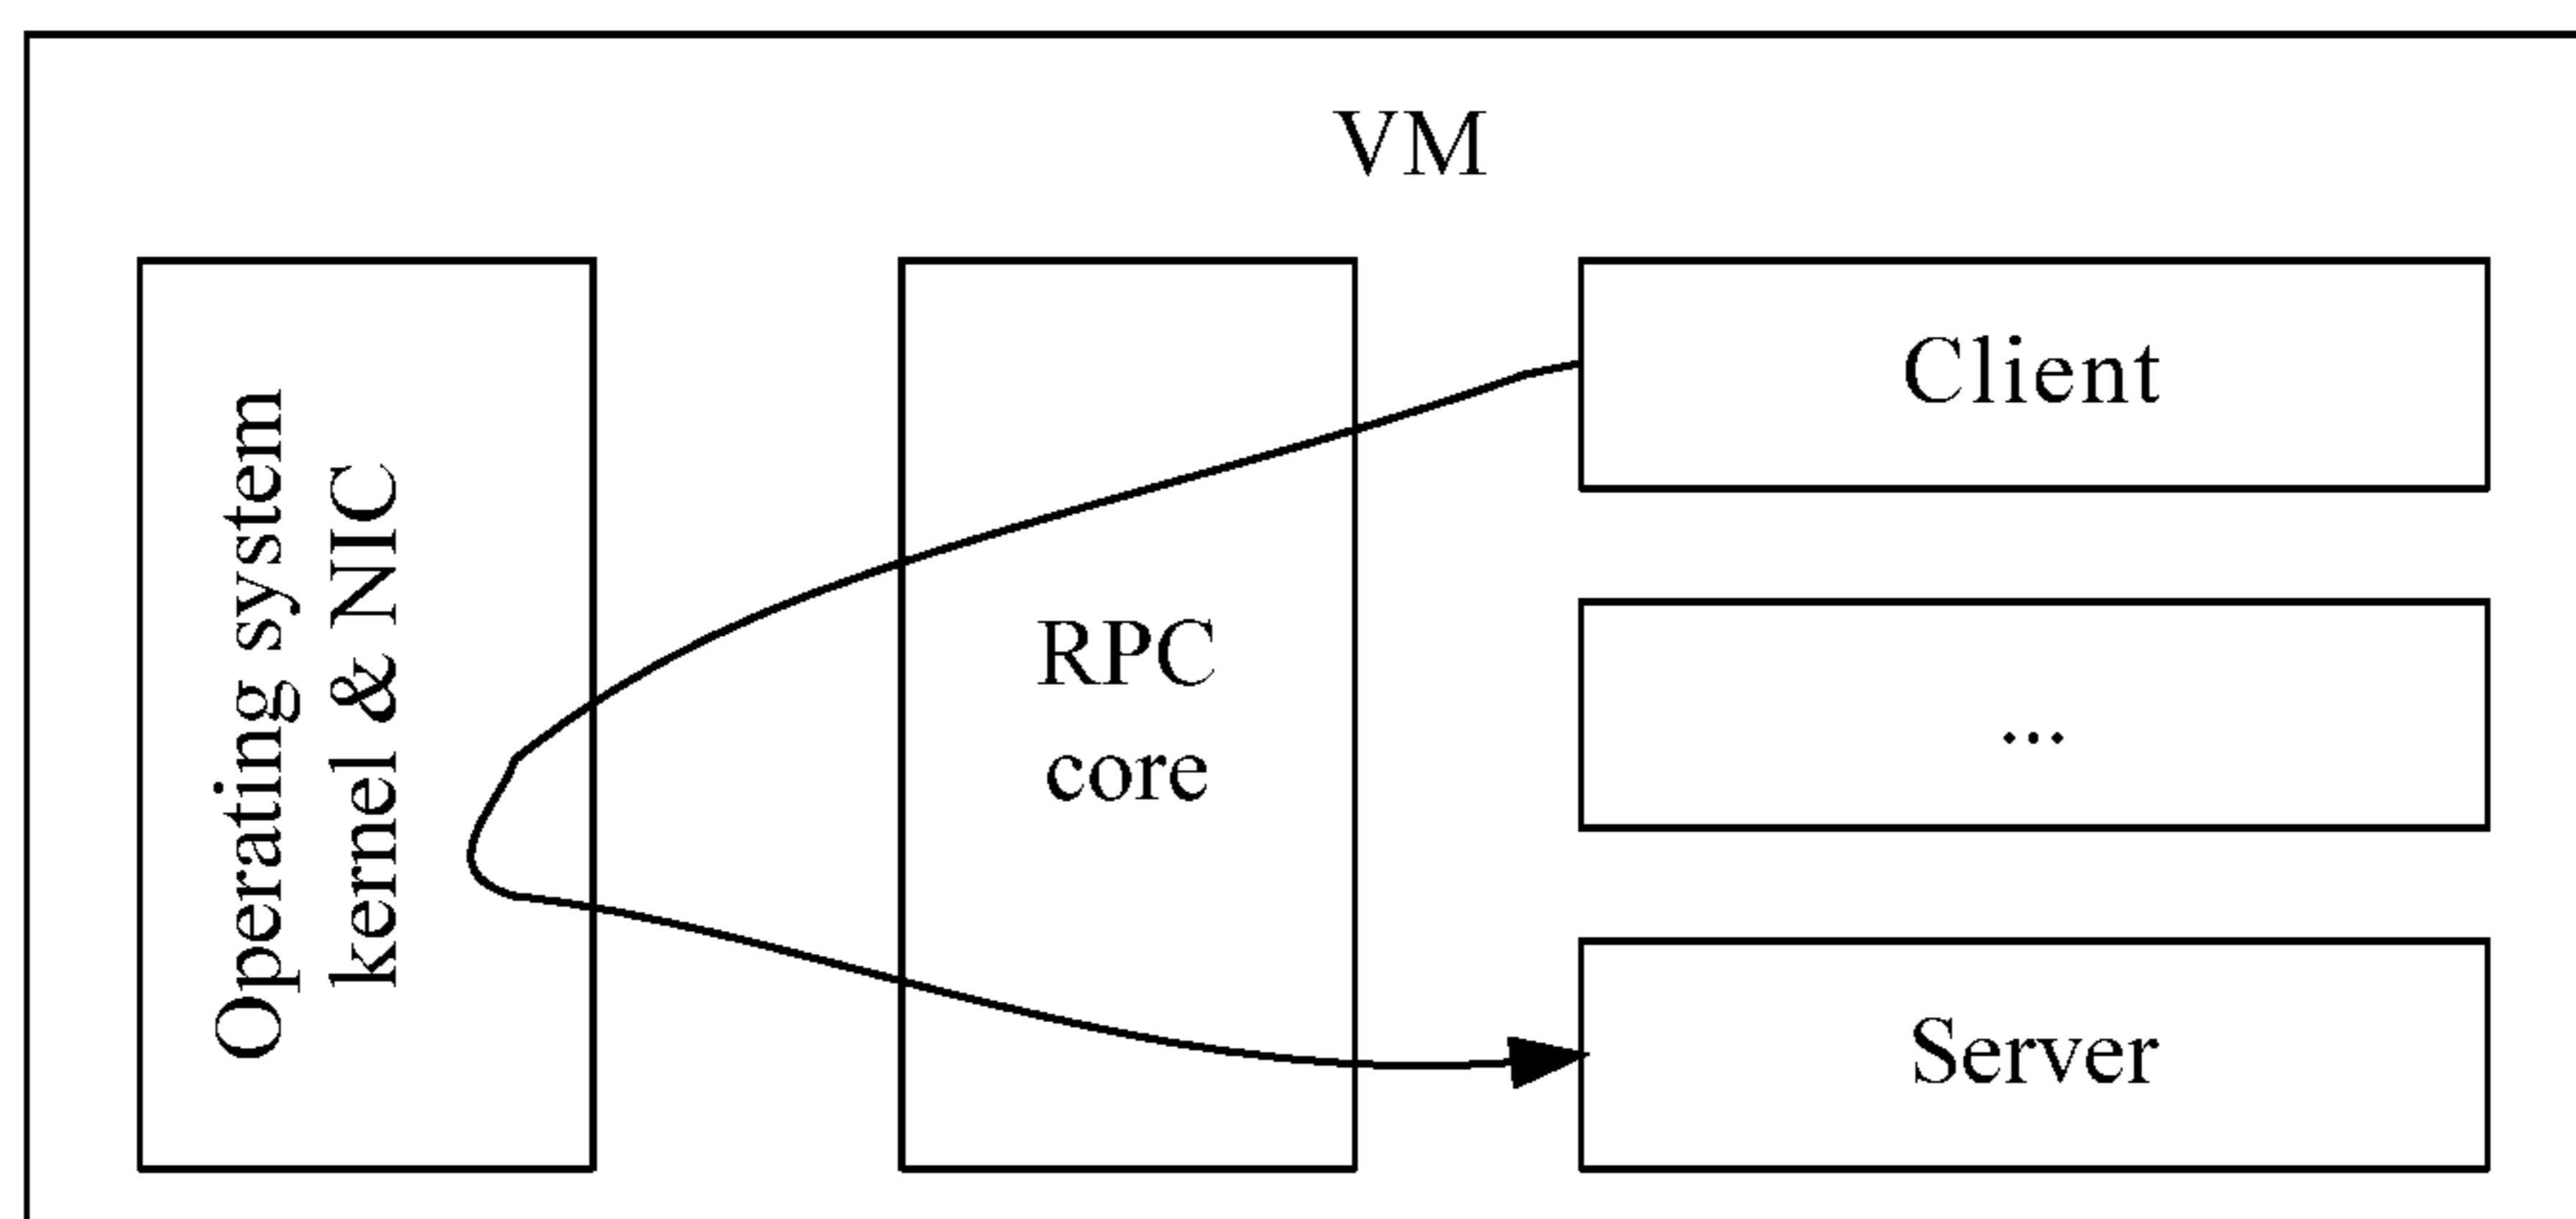 VM
Operating system
kernel & NIC
RPC
core
Client
...
Server